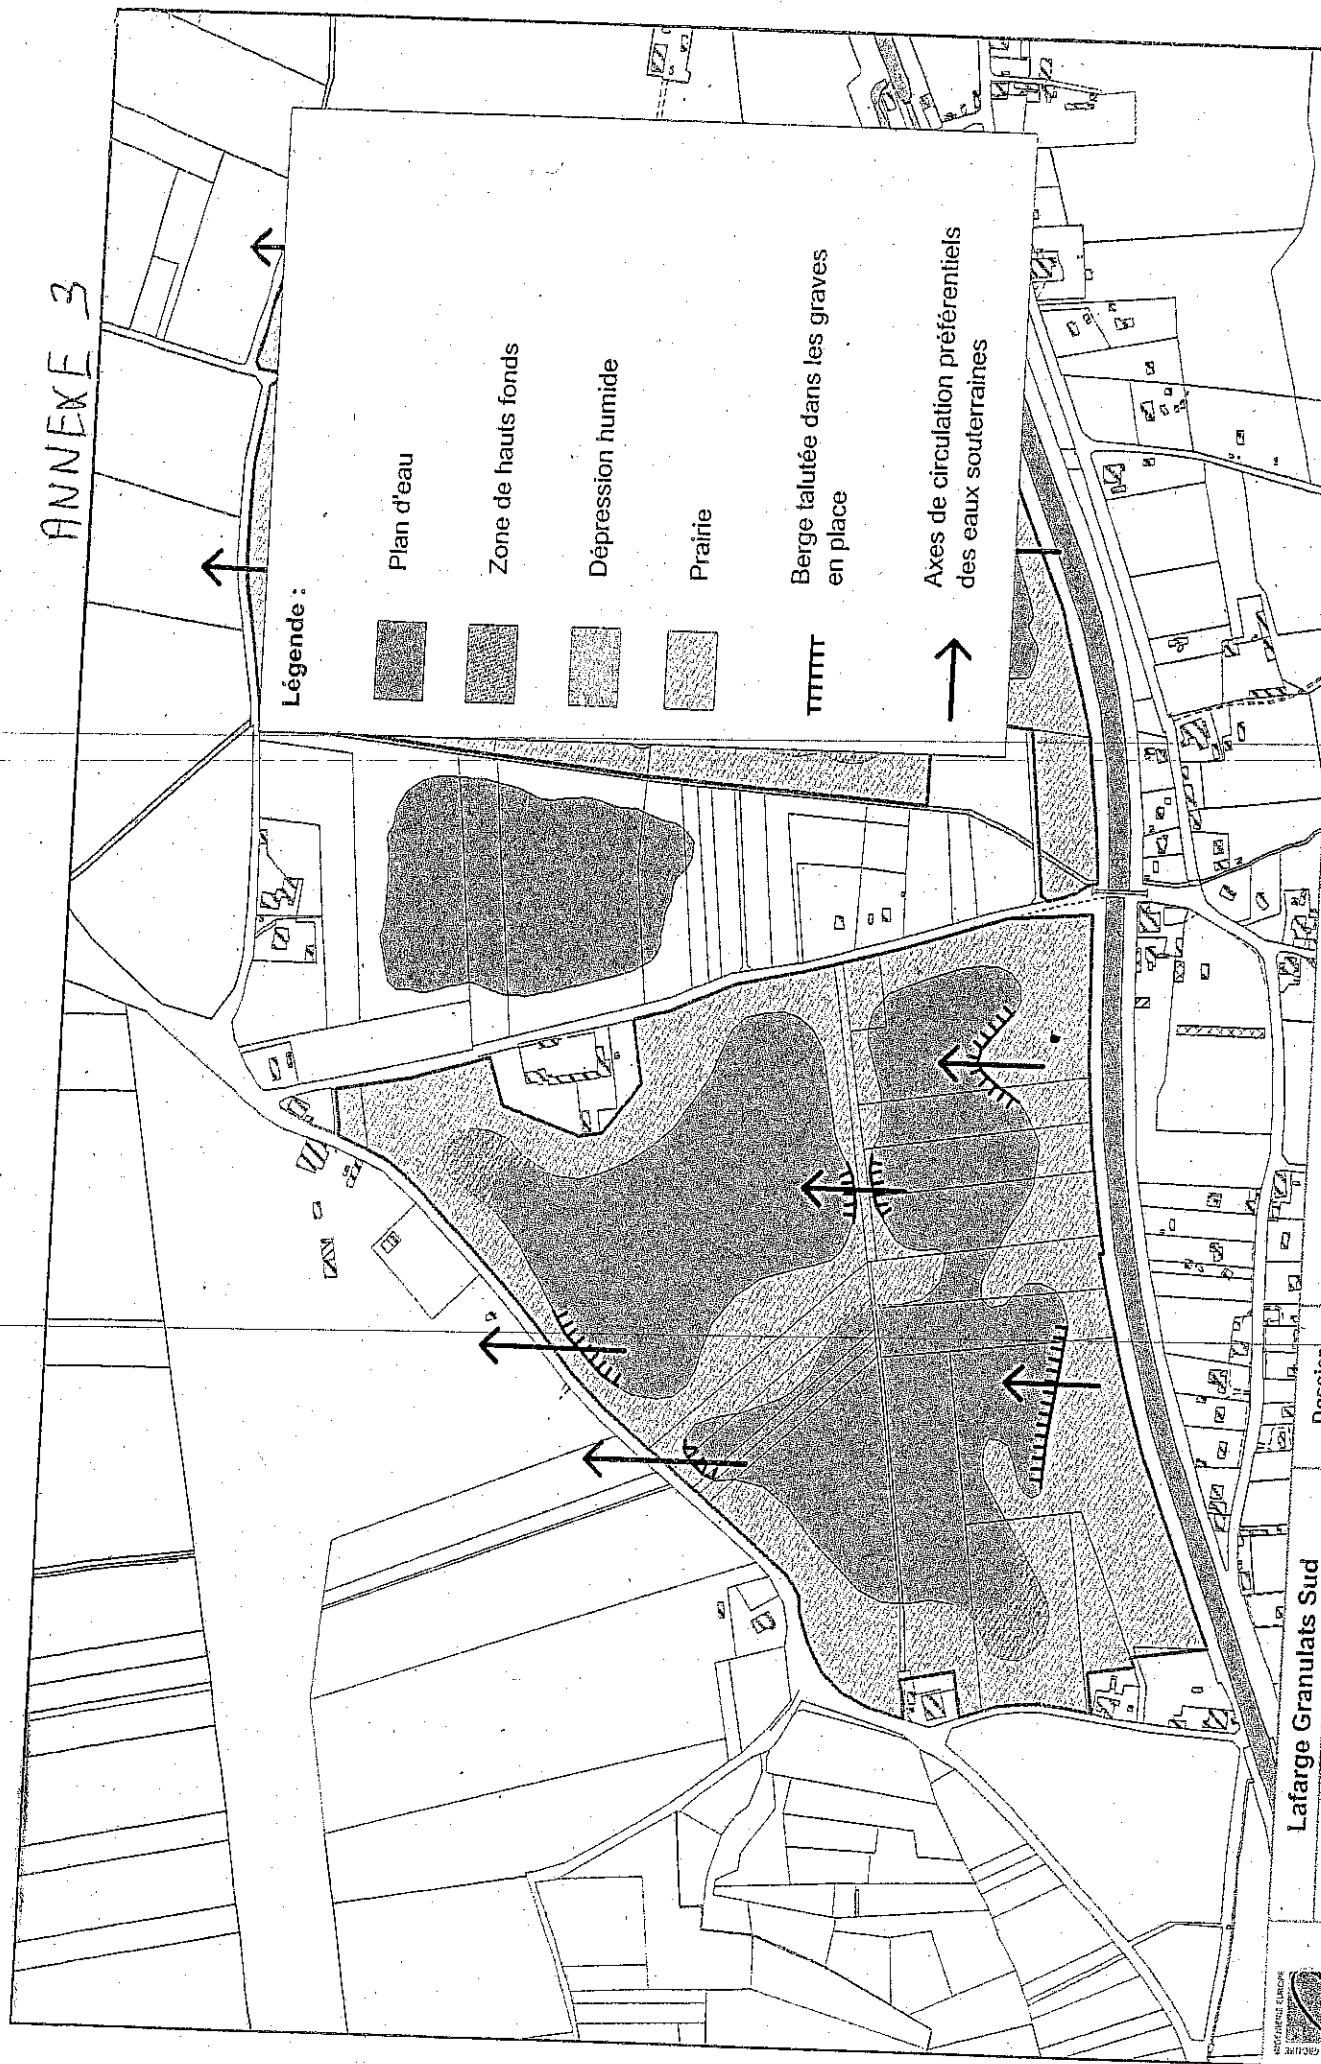 ANNEXE 3
Légende :
Plan d'eau
Zone de hauts fonds
Dépression humide
Prairie
Berge talutée dans les graves
en place
Axes de circulation préférentiels
des eaux souterraines
Lafarge Granulats Sud